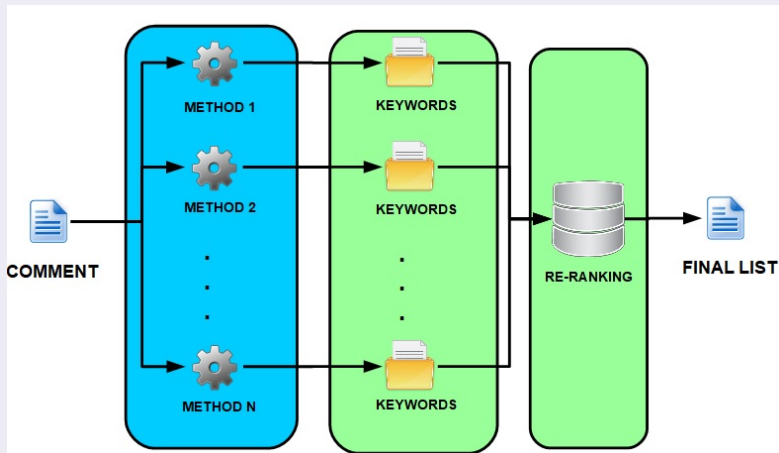 METHOD 1
KEYWORDS
METHOD 2
KEYWORDS
COMMENT
RE-RANKING
FINAL LIST
METHOD N
KEYWORDS